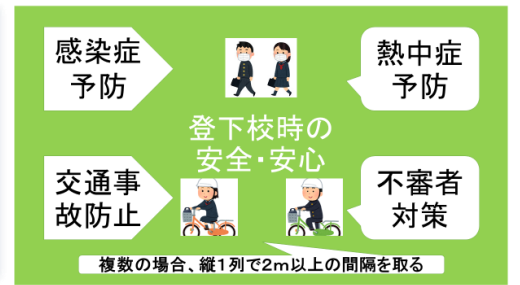 感染症
予防
熱中症
予防
登下校時の
安全・安心
交通事
故防止
不審者
対策
複数の場合、縦1列で2m以上の間隔を取る